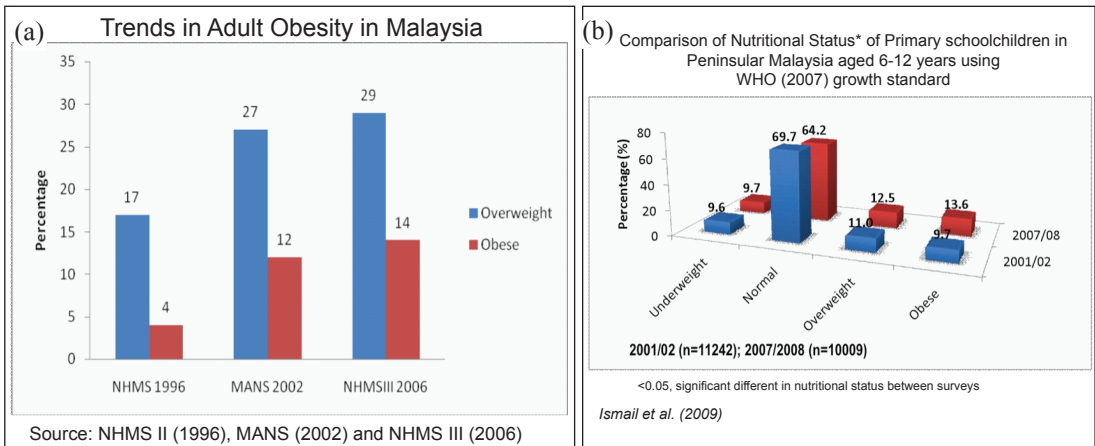 (a)
Trends in Adult Obesity in Malaysia
Percentage
35
30
25
20
15
10
5
0
17
4
27
12
29
14
NHMS 1996
MANS 2002
NHMSIII 2006
Overweight
Obese
Source: NHMS II (1996), MANS (2002) and NHMS III (2006)
(b)
Comparison of Nutritional Status* of Primary schoolchildren in
Peninsular Malaysia aged 6-12 years using
WHO (2007) growth standard
Percentage (%)
80
60
40
20
0
9.7
64.2
12.5
13.6
9.6
69.7
11.0
9.7
2007/08
2001/02
Underweight
Normal
Overweight
Obese
2001/02 (n=11242); 2007/2008 (n=10009)
<0.05, significant different in nutritional status between surveys
Ismail et al. (2009)